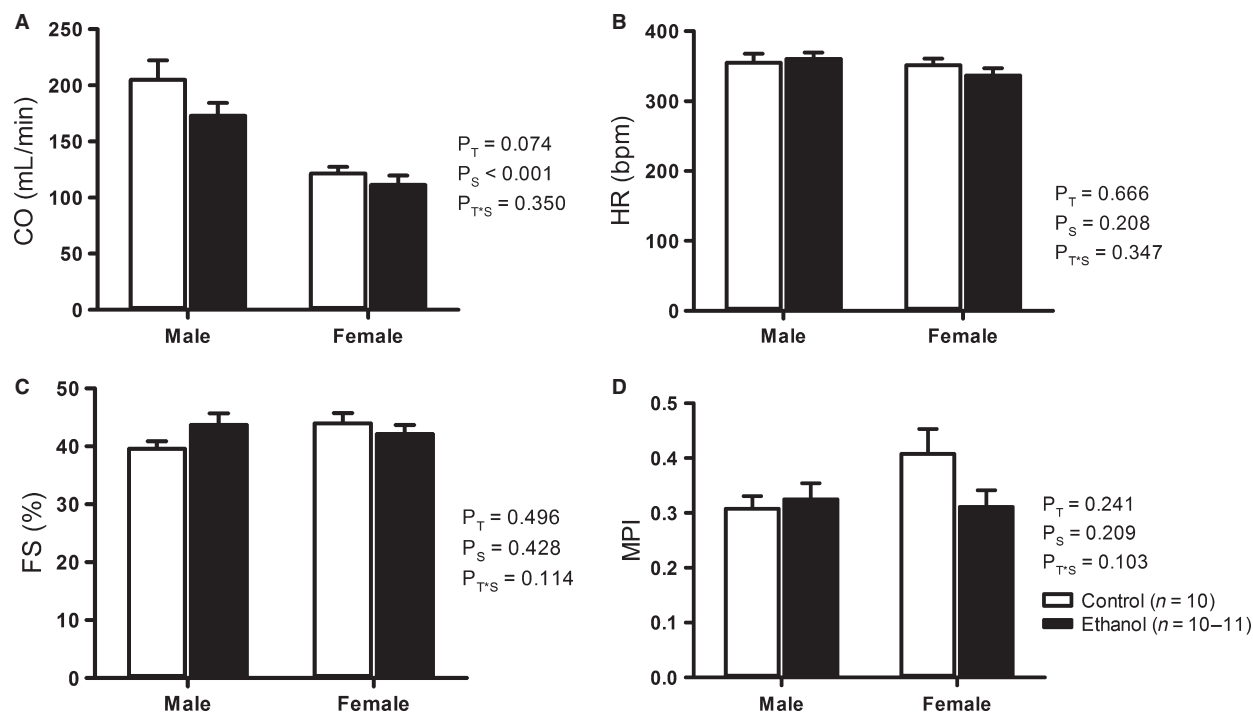 A
CO (mL/min)
250
200
150
100
50
0
Male
Female
P_T = 0.074
P_S < 0.001
P_T*S = 0.350
B
HR (bpm)
400
300
200
100
0
Male
Female
P_T = 0.666
P_S = 0.208
P_T*S = 0.347
C
FS (%)
50
40
30
20
10
0
Male
Female
P_T = 0.496
P_S = 0.428
P_T*S = 0.114
D
MPI
0.5
0.4
0.3
0.2
0.1
0.0
Male
Female
P_T = 0.241
P_S = 0.209
P_T*S = 0.103
Control (n = 10)
Ethanol (n = 10–11)